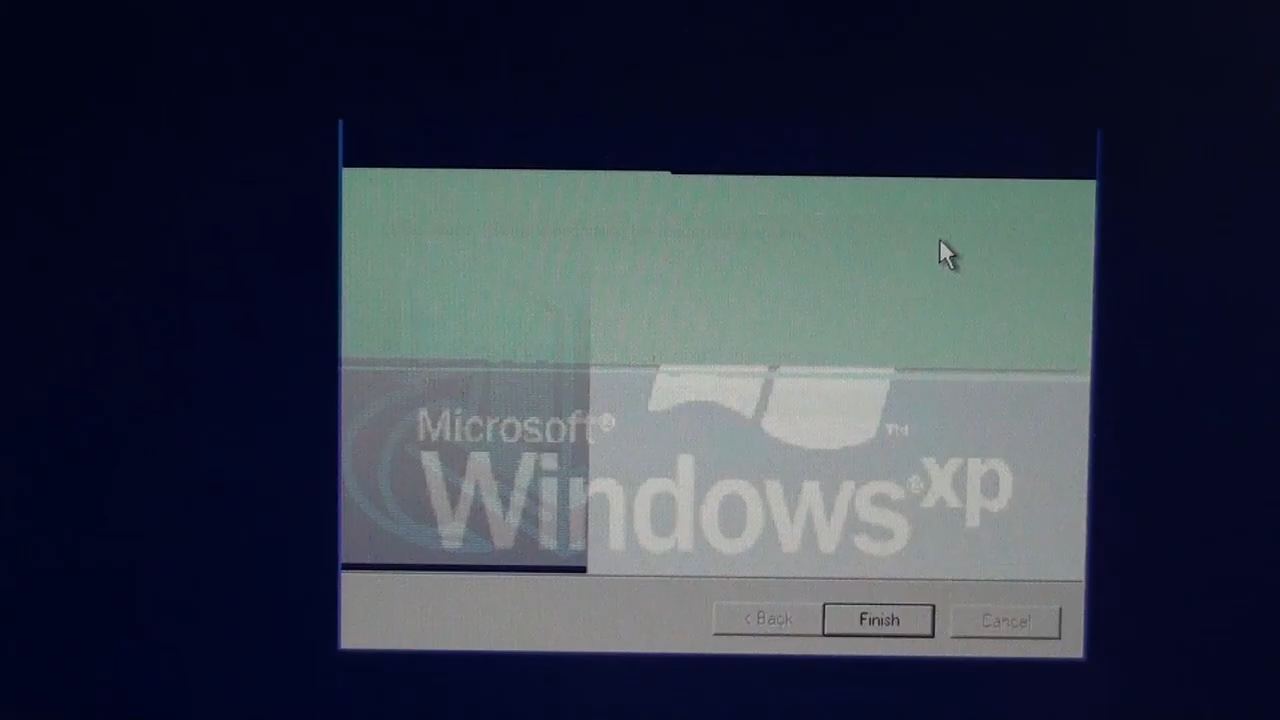 Microsoft®
Windows® xp ™
< Back
Finish
Cancel